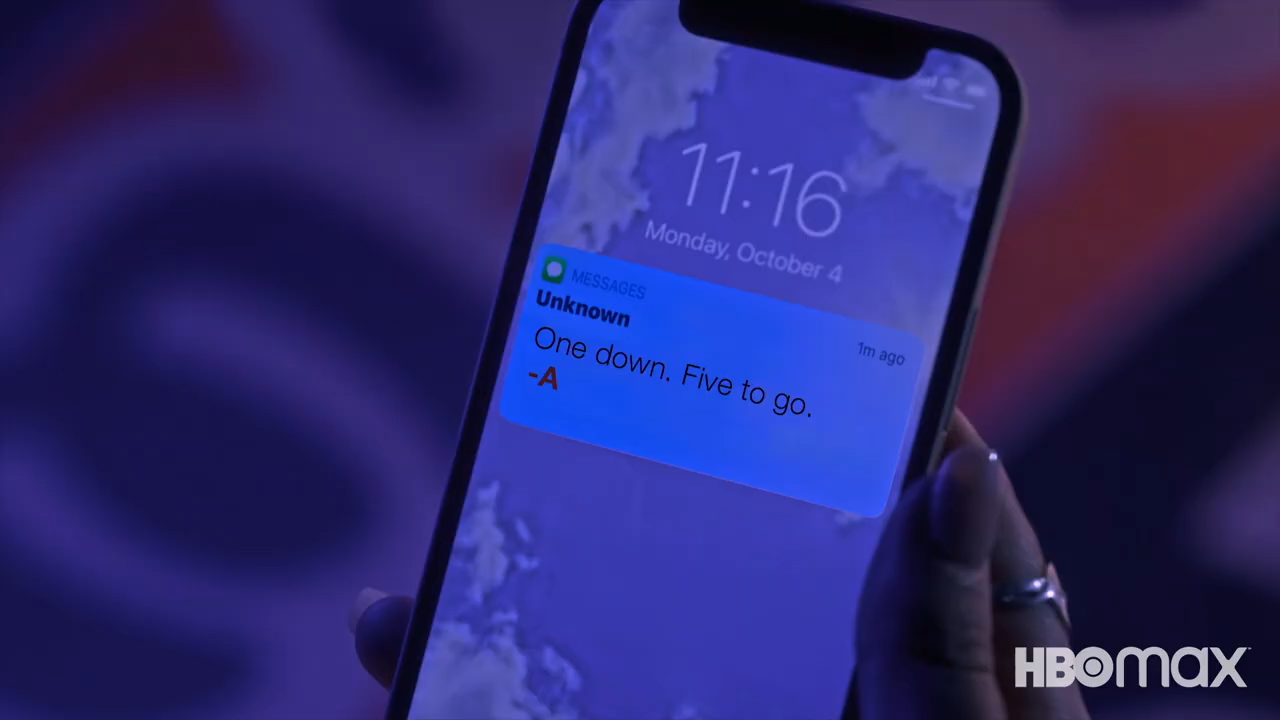 11:16
Monday, October 4
MESSAGES
Unknown
1m ago
One down. Five to go.
-A
HBOMAX